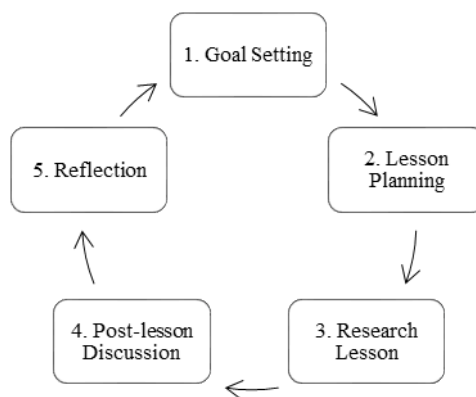 1. Goal Setting
2. Lesson
Planning
3. Research
Lesson
4. Post-lesson
Discussion
5. Reflection